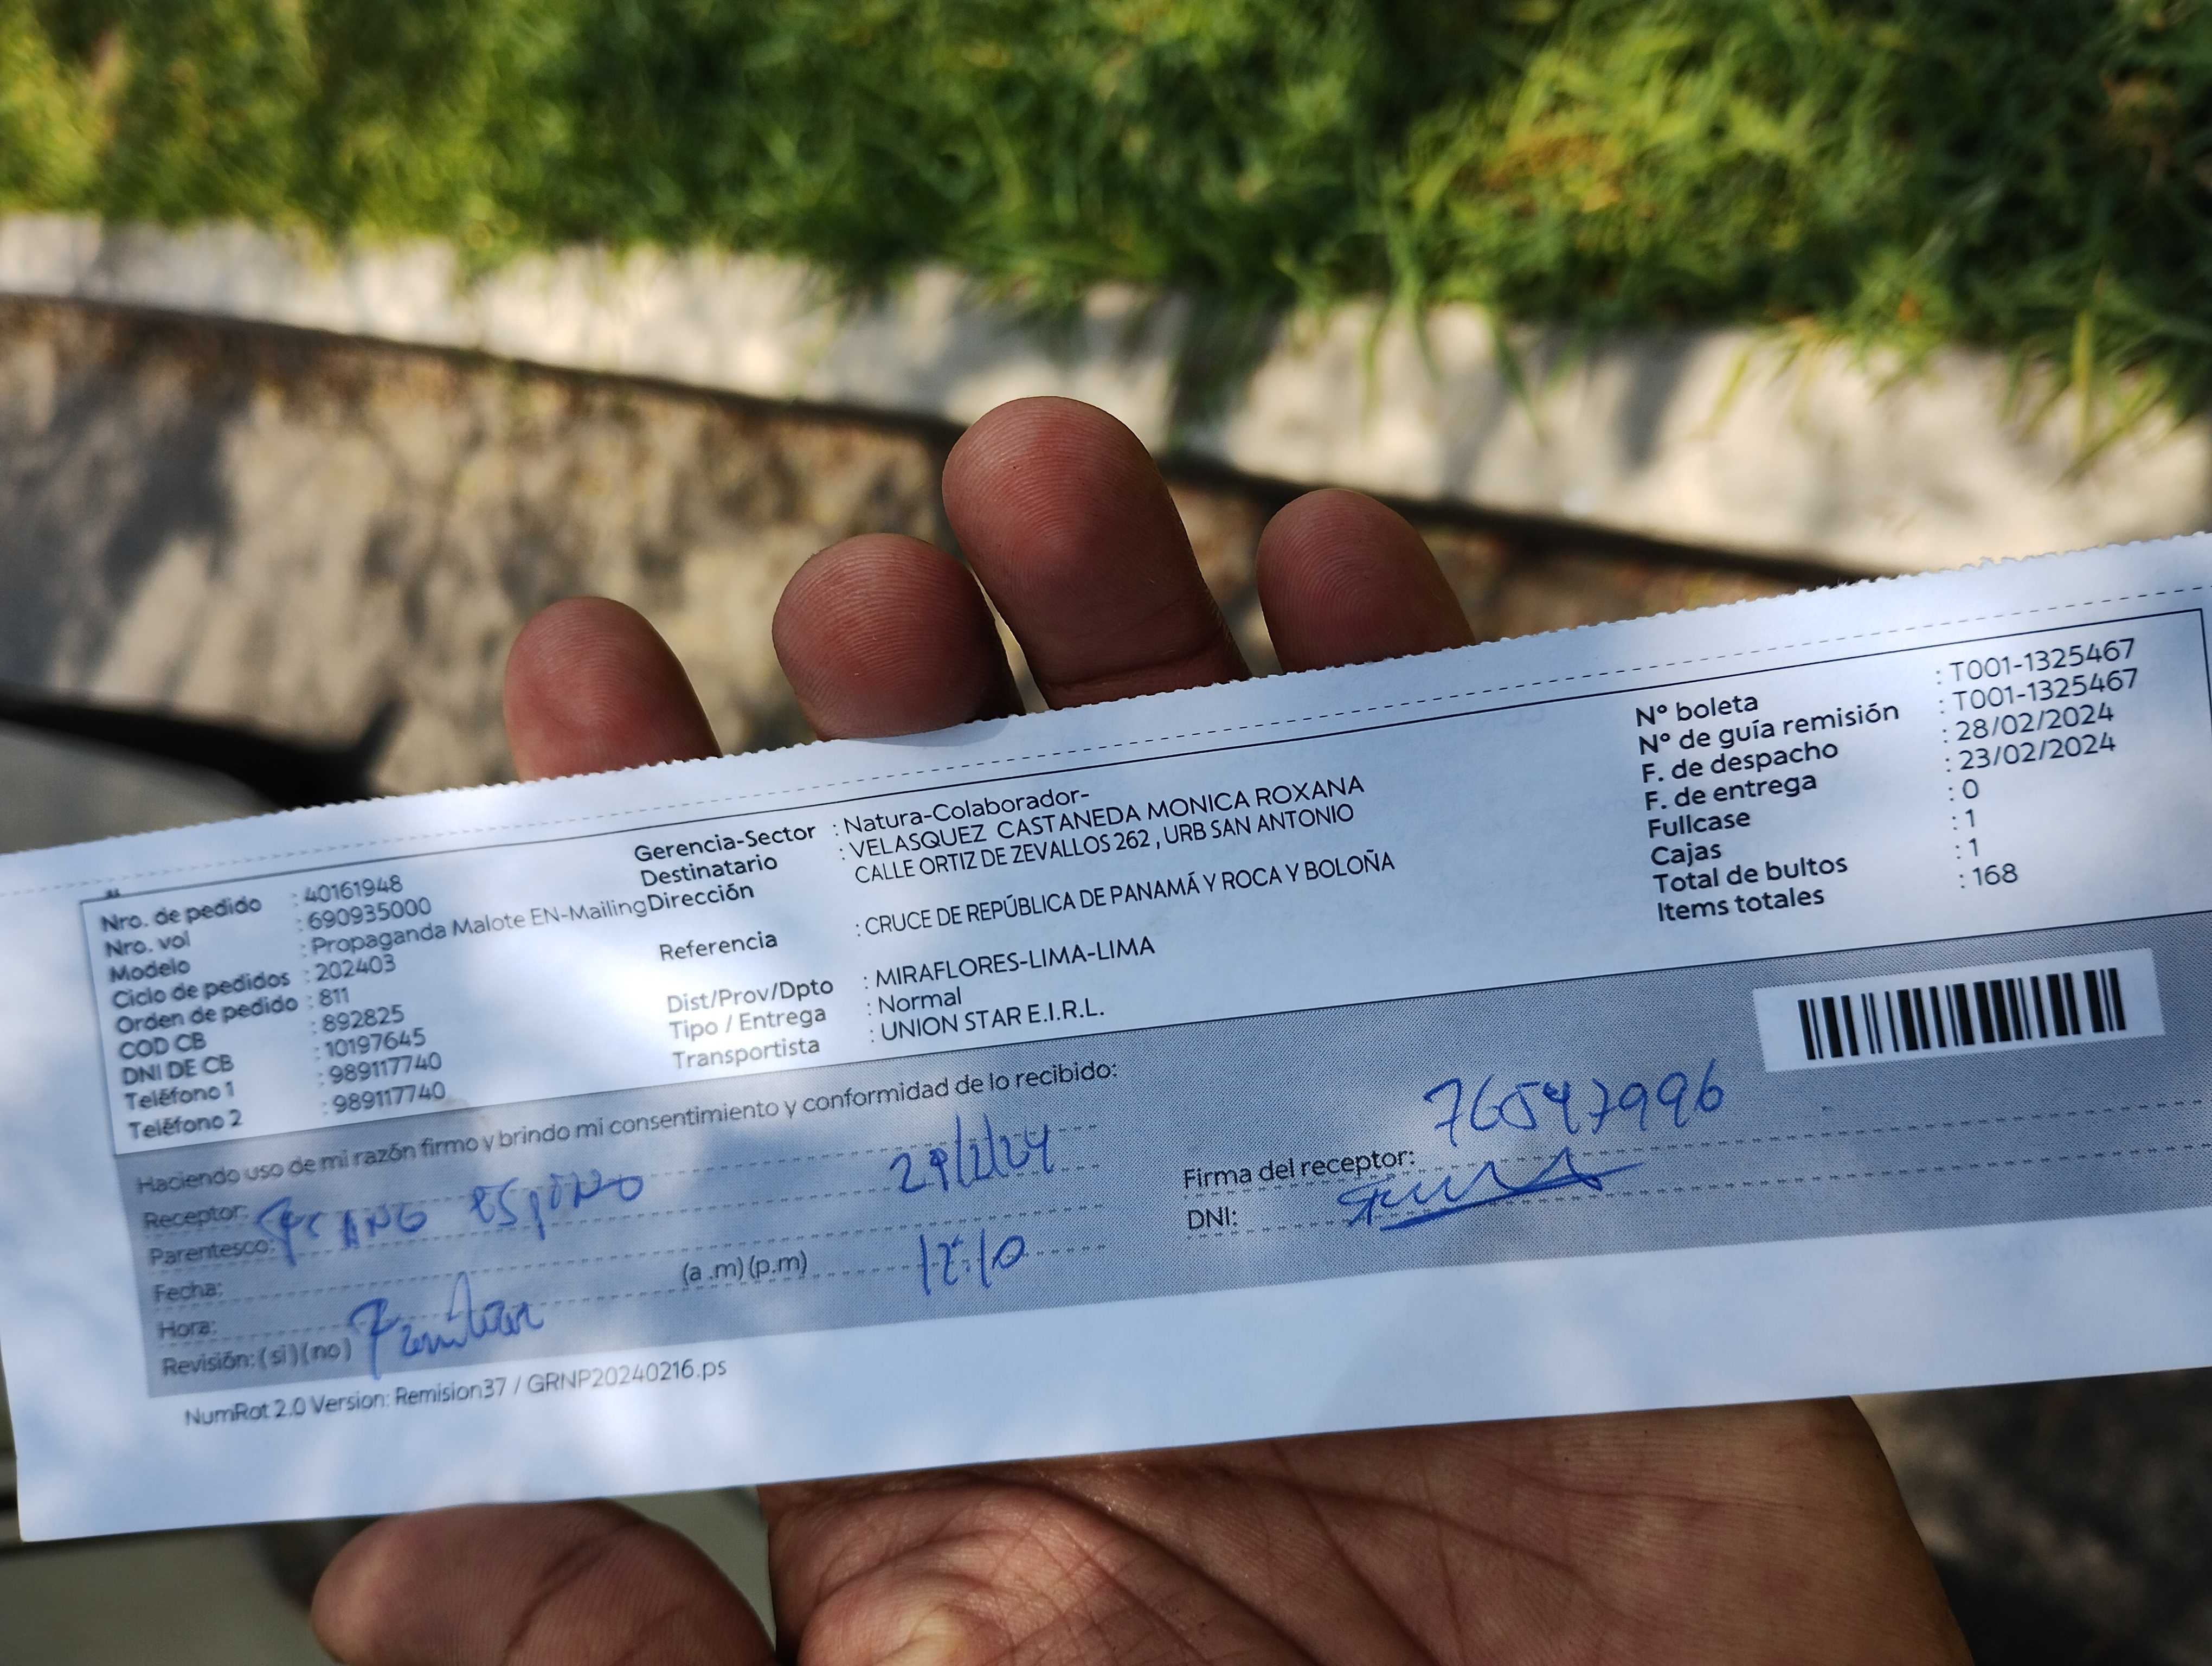 Nro. de pedido : 40161948
Nro. vol : 690935000
Modelo : Propaganda Malote EN-Mailing
Ciclo de pedidos : 202403
Orden de pedido : 811
COD CB : 892825
DNI DE CB : 10197645
Teléfono 1 : 989117740
Teléfono 2 : 989117740
Gerencia-Sector : Natura-Colaborador-
Destinatario : VELASQUEZ CASTANEDA MONICA ROXANA
Dirección CALLE ORTIZ DE ZEVALLOS 262 , URB SAN ANTONIO
Referencia : CRUCE DE REPÚBLICA DE PANAMÁ Y ROCA Y BOLOÑA
Dist/Prov/Dpto : MIRAFLORES-LIMA-LIMA
Tipo / Entrega : Normal
Transportista : UNION STAR E.I.R.L.
N° boleta : T001-1325467
N° de guía remisión : T001-1325467
F. de despacho : 28/02/2024
F. de entrega : 23/02/2024
Fullcase : 0
Cajas : 1
Total de bultos : 1
Items totales : 168
Haciendo uso de mi razón firmo y brindo mi consentimiento y conformidad de lo recibido:
Receptor:
Parentesco:
Fecha:
Hora: (a .m) (p.m) 12:10
Revisión: (si) (no) Familiar
Firma del receptor: 76547996
DNI:
NumRot 2.0 Version: Remision37 / GRNP20240216.ps